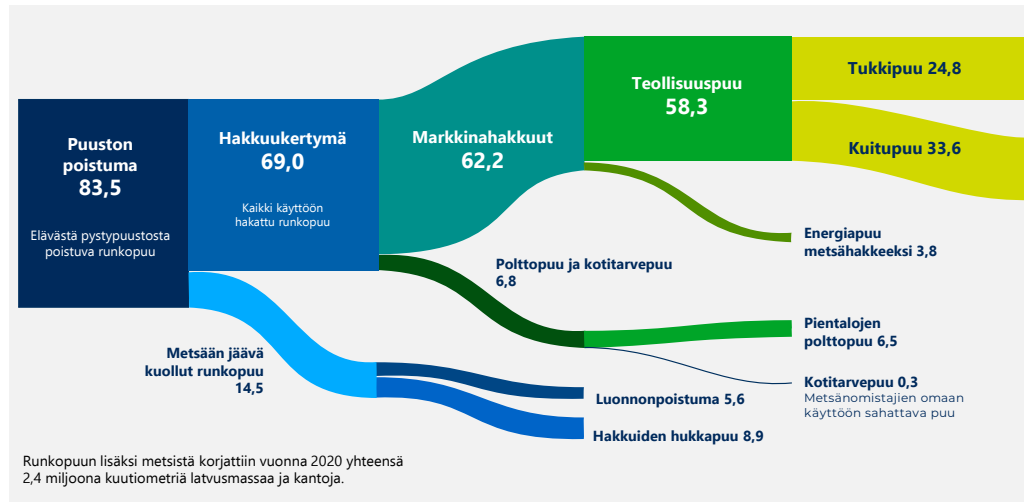 Puuston
poistuma
83,5
Elävästä pystypuustosta
poistuva runkopuu
Hakkuukertymä
69,0
Kaikki käyttöön
hakattu runkopuu
Markkinahakkuut
62,2
Teollisuuspuu
58,3
Tukkipuu 24,8
Kuitupuu 33,6
Energiapuu
metsähakkeeksi 3,8
Polttopuu ja kotitarvepuu
6,8
Pientalojen
polttopuu 6,5
Kotitarvepuu 0,3
Metsänomistajien omaan
käyttöön sahattava puu
Metsään jäävä
kuollut runkopuu
14,5
Luonnonpoistuma 5,6
Hakkuiden hukkapuu 8,9
Runkopuun lisäksi metsistä korjattiin vuonna 2020 yhteensä
2,4 miljoona kuutiometriä latvusmassaa ja kantoja.